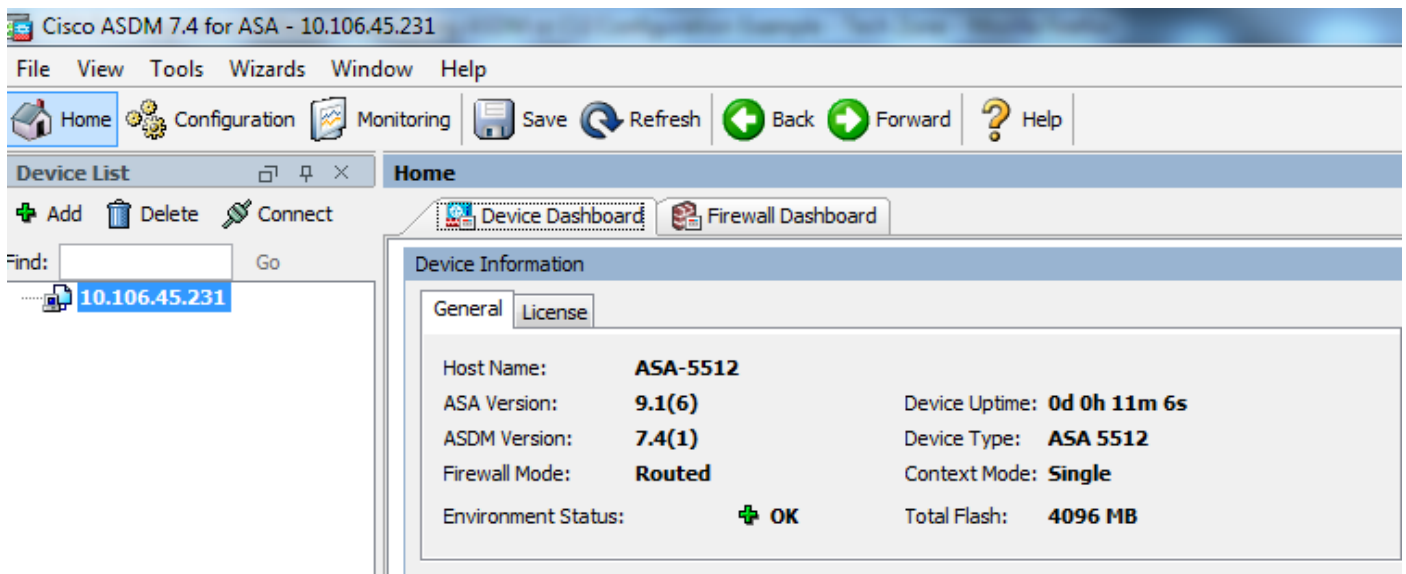 Cisco ASDM 7.4 for ASA - 10.106.45.231
File View Tools Wizards Window Help
Home Configuration Monitoring Save Refresh Back Forward Help
Device List
Home
Add Delete Connect
Device Dashboard Firewall Dashboard
Find: Go
Device Information
10.106.45.231
General License
Host Name: ASA-5512
ASA Version: 9.1(6) Device Uptime: 0d 0h 11m 6s
ASDM Version: 7.4(1) Device Type: ASA 5512
Firewall Mode: Routed Context Mode: Single
Environment Status: OK Total Flash: 4096 MB